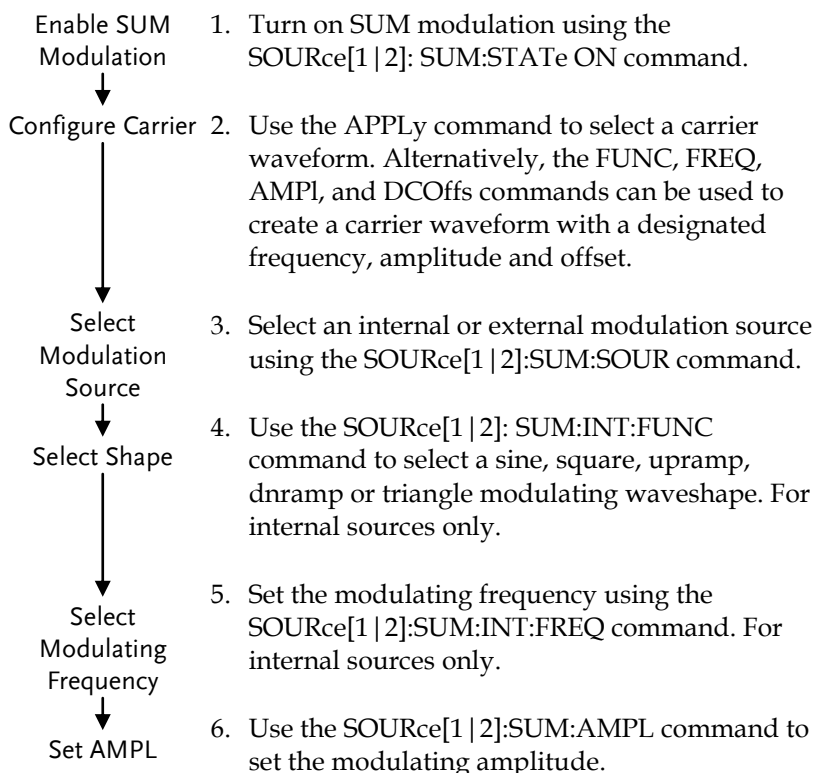 Enable SUM
Modulation
1. Turn on SUM modulation using the
SOURce[1|2]: SUM:STATe ON command.
Configure Carrier
2. Use the APPLy command to select a carrier
waveform. Alternatively, the FUNC, FREQ,
AMPl, and DCOffs commands can be used to
create a carrier waveform with a designated
frequency, amplitude and offset.
Select
Modulation
Source
3. Select an internal or external modulation source
using the SOURce[1|2]:SUM:SOUR command.
Select Shape
4. Use the SOURce[1|2]: SUM:INT:FUNC
command to select a sine, square, upramp,
dnramp or triangle modulating waveshape. For
internal sources only.
Select
Modulating
Frequency
5. Set the modulating frequency using the
SOURce[1|2]:SUM:INT:FREQ command. For
internal sources only.
Set AMPL
6. Use the SOURce[1|2]:SUM:AMPL command to
set the modulating amplitude.